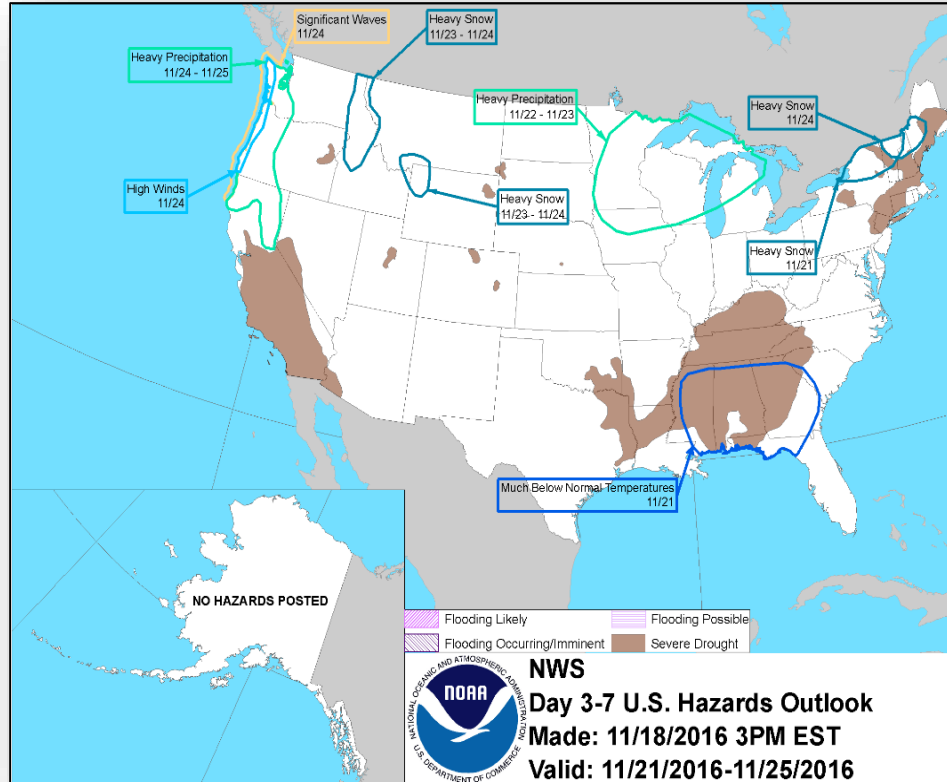 Significant Waves
11/24
Heavy Snow
11/23 - 11/24
Heavy Precipitation
11/24 - 11/25
Heavy Precipitation
11/22 - 11/23
Heavy Snow
11/24
High Winds
11/24
Heavy Snow
11/23 - 11/24
Heavy Snow
11/21
Much Below Normal Temperatures
11/21
NO HAZARDS POSTED
Flooding Likely
Flooding Possible
Flooding Occurring/Imminent
Severe Drought
NATIONAL OCEANIC AND ATMOSPHERIC ADMINISTRATION
NOAA
U.S. DEPARTMENT OF COMMERCE
NWS
Day 3-7 U.S. Hazards Outlook
Made: 11/18/2016 3PM EST
Valid: 11/21/2016-11/25/2016